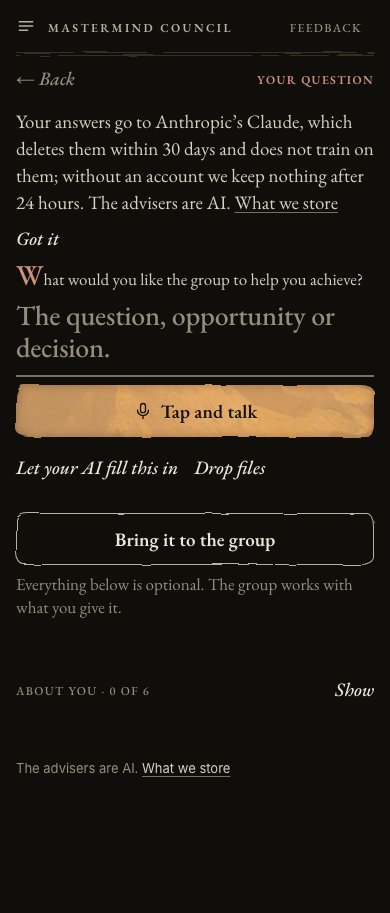 MASTERMIND COUNCIL
FEEDBACK
← Back
YOUR QUESTION
Your answers go to Anthropic’s Claude, which
deletes them within 30 days and does not train on
them; without an account we keep nothing after
24 hours. The advisers are AI. What we store
Got it
What would you like the group to help you achieve?
The question, opportunity or
decision.
Tap and talk
Let your AI fill this in
Drop files
Bring it to the group
Everything below is optional. The group works with
what you give it.
ABOUT YOU · 0 OF 6
Show
The advisers are AI. What we store